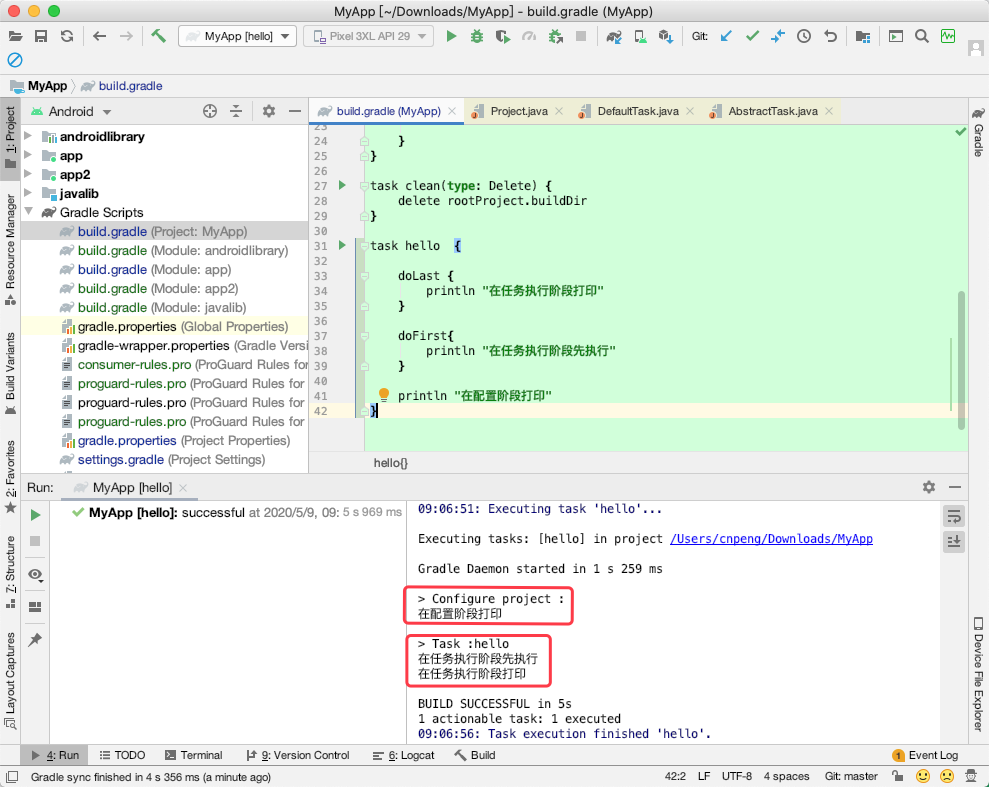 MyApp [~/Downloads/MyApp] - build.gradle (MyApp)
MyApp [hello]
Pixel 3XL API 29
Git:
MyApp
build.gradle
Android
build.gradle (MyApp)
Project.java
DefaultTask.java
AbstractTask.java
1: Project
Resource Manager
Build Variants
2: Favorites
7: Structure
Layout Captures
androidlibrary
app
app2
javalib
Gradle Scripts
build.gradle (Project: MyApp)
build.gradle (Module: androidlibrary)
build.gradle (Module: app)
build.gradle (Module: app2)
build.gradle (Module: javalib)
gradle.properties (Global Properties)
gradle-wrapper.properties (Gradle Versi
consumer-rules.pro (ProGuard Rules for
proguard-rules.pro (ProGuard Rules for
proguard-rules.pro (ProGuard Rules for
proguard-rules.pro (ProGuard Rules for
gradle.properties (Project Properties)
settings.gradle (Project Settings)
23
24 }
25 }
26
27 task clean(type: Delete) {
28 delete rootProject.buildDir
29 }
30
31 task hello  {
32
33 doLast {
34 println "在任务执行阶段打印"
35 }
36
37 doFirst{
38 println "在任务执行阶段先执行"
39 }
40
41 println "在配置阶段打印"
42 }
hello{}
Gradle
Device File Explorer
Run:
MyApp [hello]
MyApp [hello]: successful at 2020/5/9, 09: 5 s 969 ms
09:06:51: Executing task 'hello'...
Executing tasks: [hello] in project /Users/cnpeng/Downloads/MyApp
Gradle Daemon started in 1 s 259 ms
> Configure project :
在配置阶段打印
> Task :hello
在任务执行阶段先执行
在任务执行阶段打印
BUILD SUCCESSFUL in 5s
1 actionable task: 1 executed
09:06:56: Task execution finished 'hello'.
4: Run
TODO
Terminal
9: Version Control
6: Logcat
Build
1 Event Log
Gradle sync finished in 4 s 356 ms (a minute ago)
42:2
LF
UTF-8
4 spaces
Git: master